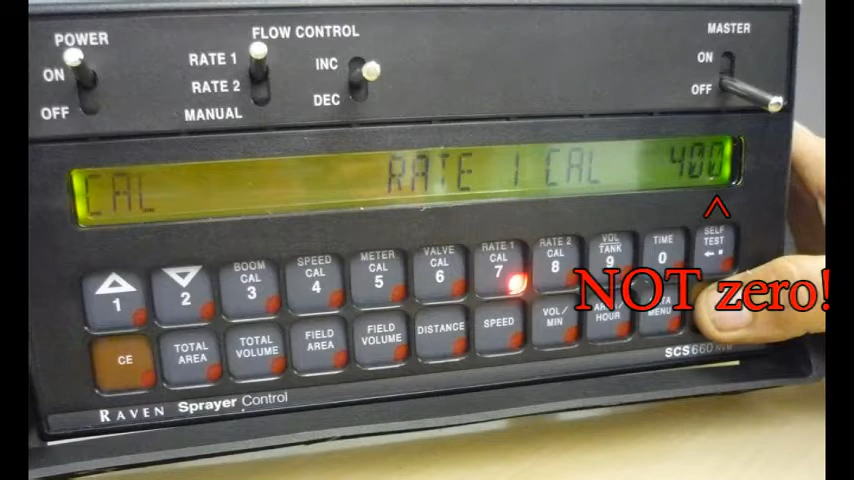 POWER
ON
OFF
FLOW CONTROL
RATE 1
RATE 2
MANUAL
INC
DEC
MASTER
ON
OFF
CAL RATE 1 CAL 400
^
1
2
BOOM CAL 3
SPEED CAL 4
METER CAL 5
VALVE CAL 6
RATE 1 CAL 7
RATE 2 CAL 8
VOL TANK 9
TIME 0
SELF TEST
NOT zero!
CE
TOTAL AREA
TOTAL VOLUME
FIELD AREA
FIELD VOLUME
DISTANCE
SPEED
VOL/ MIN
HOUR
MENU
SCS 660
RAVEN Sprayer Control